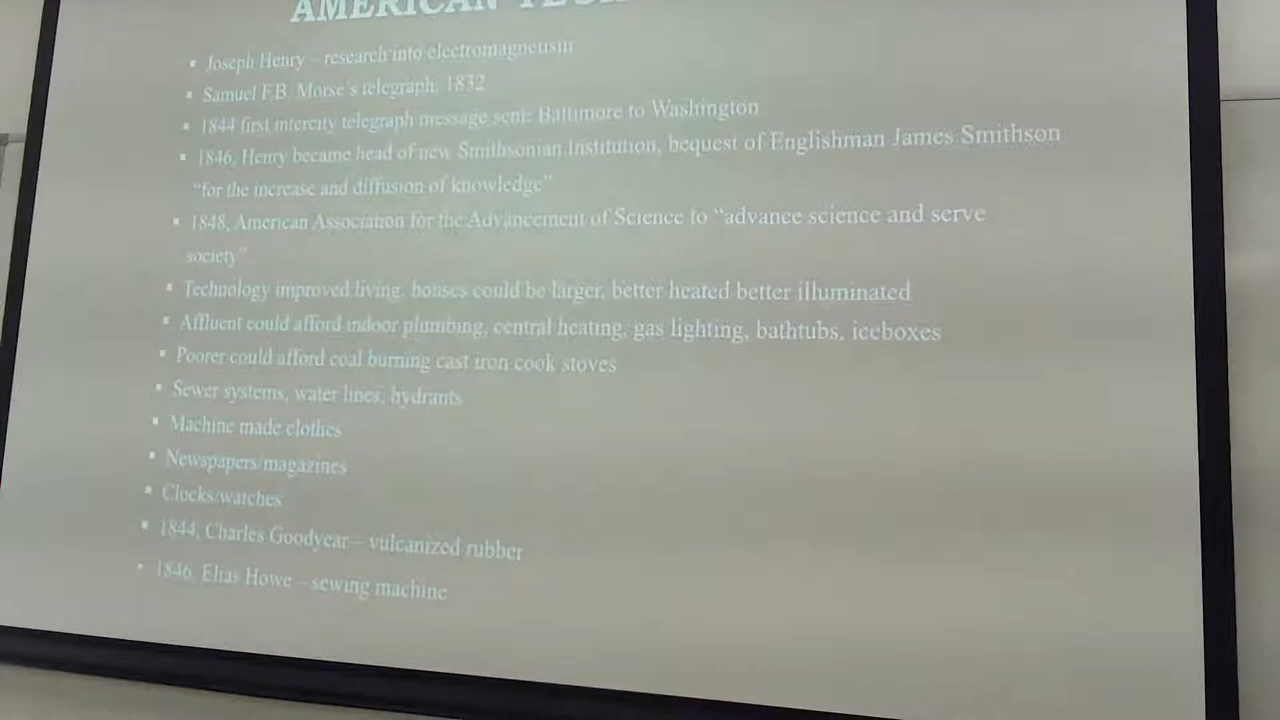 AMERICAN
▪ Joseph Henry – research into electromagnetism
▪ Samuel F.B. Morse's telegraph, 1832
▪ 1844 first intercity telegraph message sent: Baltimore to Washington
▪ 1846, Henry became head of new Smithsonian Institution, bequest of Englishman James Smithson
"for the increase and diffusion of knowledge"
▪ 1848, American Association for the Advancement of Science to "advance science and serve
society"
▪ Technology improved living: houses could be larger, better heated better illuminated
▪ Affluent could afford indoor plumbing, central heating, gas lighting, bathtubs, iceboxes
▪ Poorer could afford coal burning cast iron cook stoves
▪ Sewer systems, water lines, hydrants
▪ Machine made clothes
▪ Newspapers/magazines
▪ Clocks/watches
▪ 1844, Charles Goodyear – vulcanized rubber
▪ 1846, Elias Howe – sewing machine